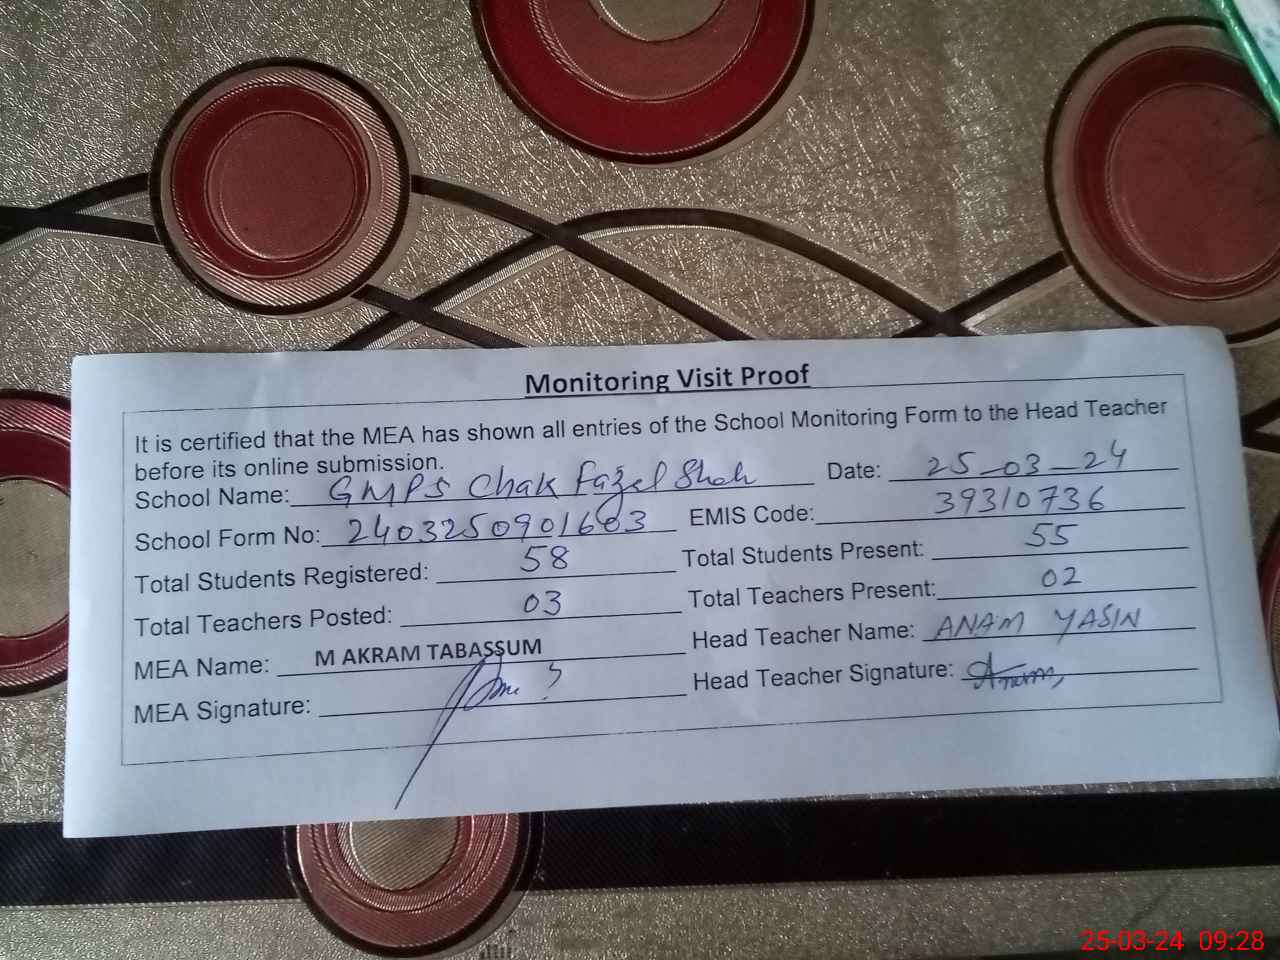 Monitoring Visit Proof
It is certified that the MEA has shown all entries of the School Monitoring Form to the Head Teacher
before its online submission.
School Name: GMPS Chak Fazel Shah Date: 25-03-24
School Form No: 2403250901603 EMIS Code: 39310736
Total Students Registered: 58 Total Students Present: 55
Total Teachers Posted: 03 Total Teachers Present: 02
MEA Name: M AKRAM TABASSUM Head Teacher Name: ANAM YASIN
MEA Signature: Head Teacher Signature: Anam
25-03-24 09:28